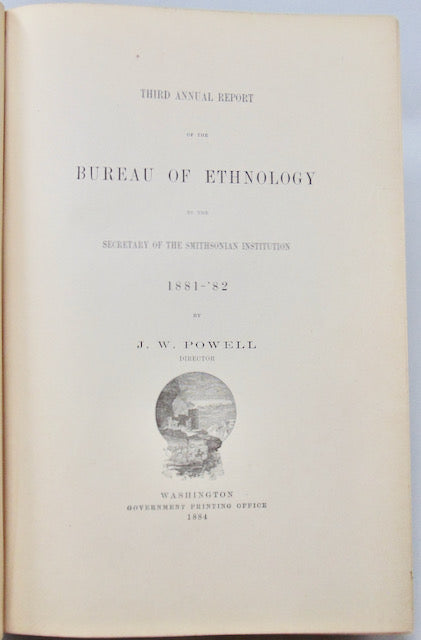 THIRD ANNUAL REPORT
OF THE
BUREAU OF ETHNOLOGY
TO THE
SECRETARY OF THE SMITHSONIAN INSTITUTION
1881-'82
BY
J. W. POWELL
DIRECTOR
WASHINGTON
GOVERNMENT PRINTING OFFICE
1884